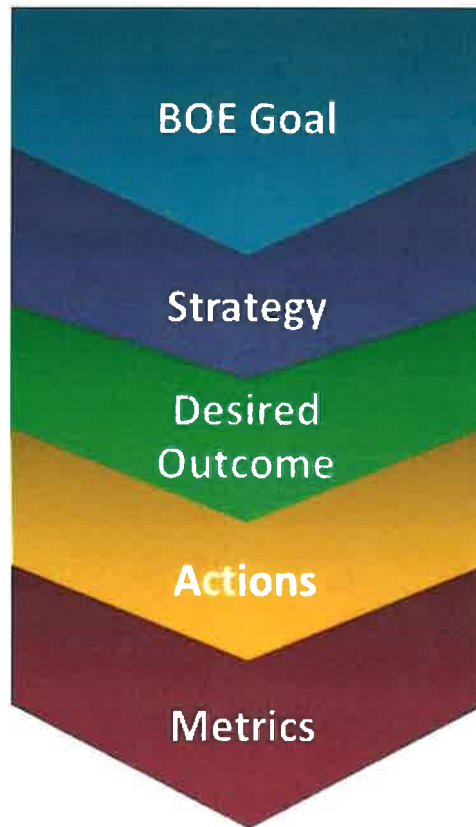 BOE Goal
Strategy
Desired
Outcome
Actions
Metrics